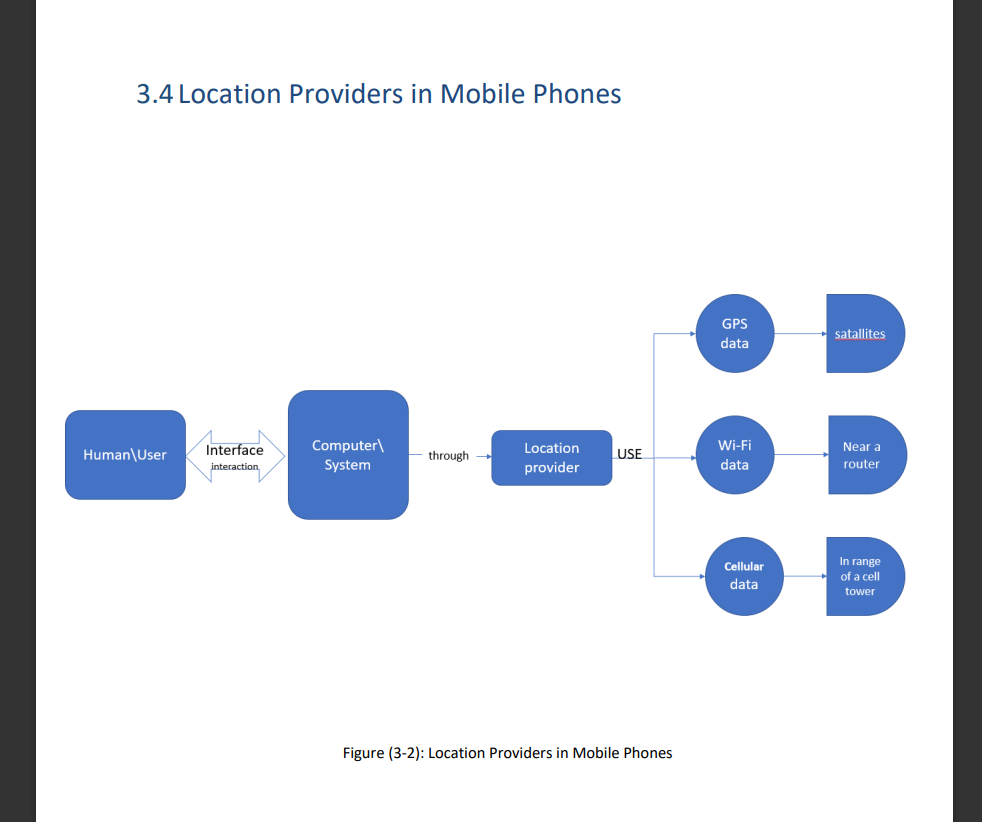 3.4 Location Providers in Mobile Phones
Human\User
Interface
interaction
Computer\
System
through
Location
provider
USE
GPS
data
satallites
Wi-Fi
data
Near a
router
Cellular
data
In range
of a cell
tower
Figure (3-2): Location Providers in Mobile Phones